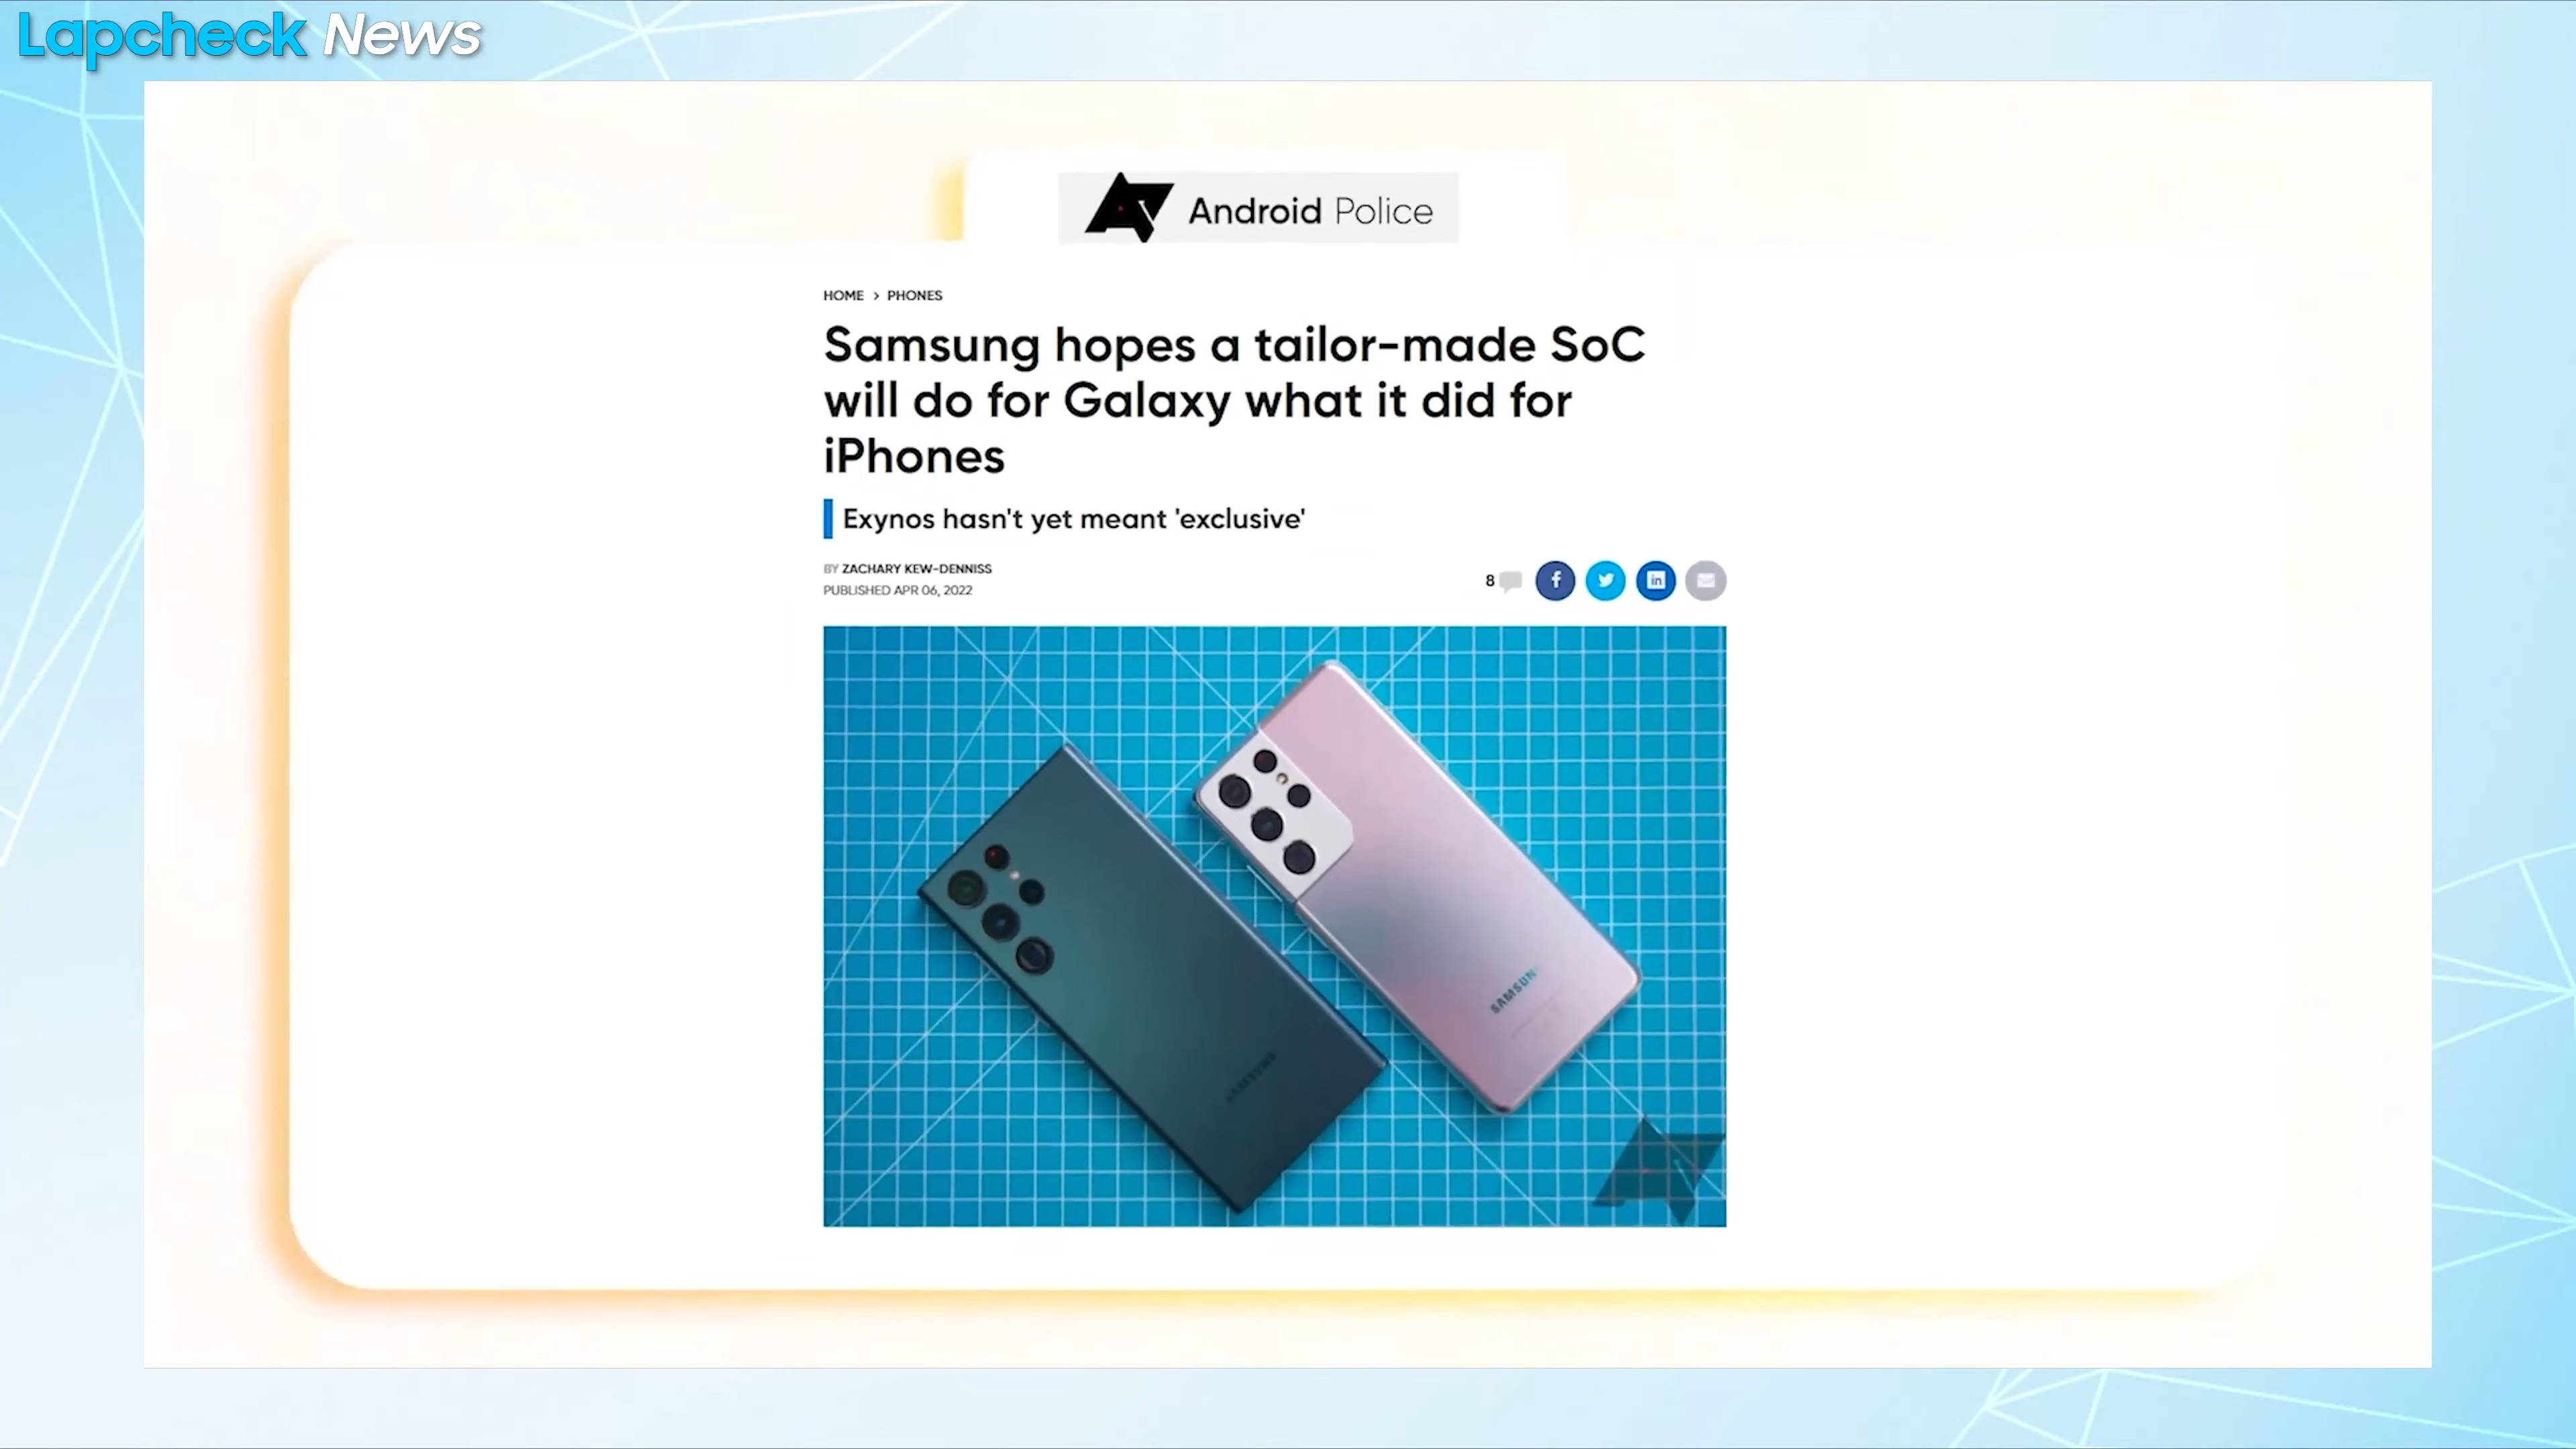 Lapcheck News
Android Police
HOME > PHONES
Samsung hopes a tailor-made SoC
will do for Galaxy what it did for
iPhones
Exynos hasn't yet meant 'exclusive'
BY ZACHARY KEW-DENNISS
PUBLISHED APR 06, 2022
8
SAMSUNG
SAMSUNG